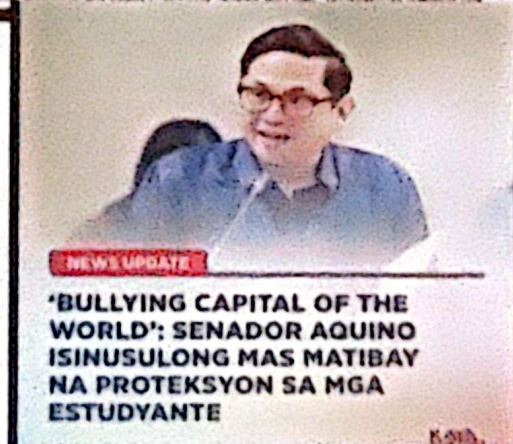 NEWS UPDATE
'BULLYING CAPITAL OF THE
WORLD': SENADOR AQUINO
ISINUSULONG MAS MATIBAY
NA PROTEKSYON SA MGA
ESTUDYANTE